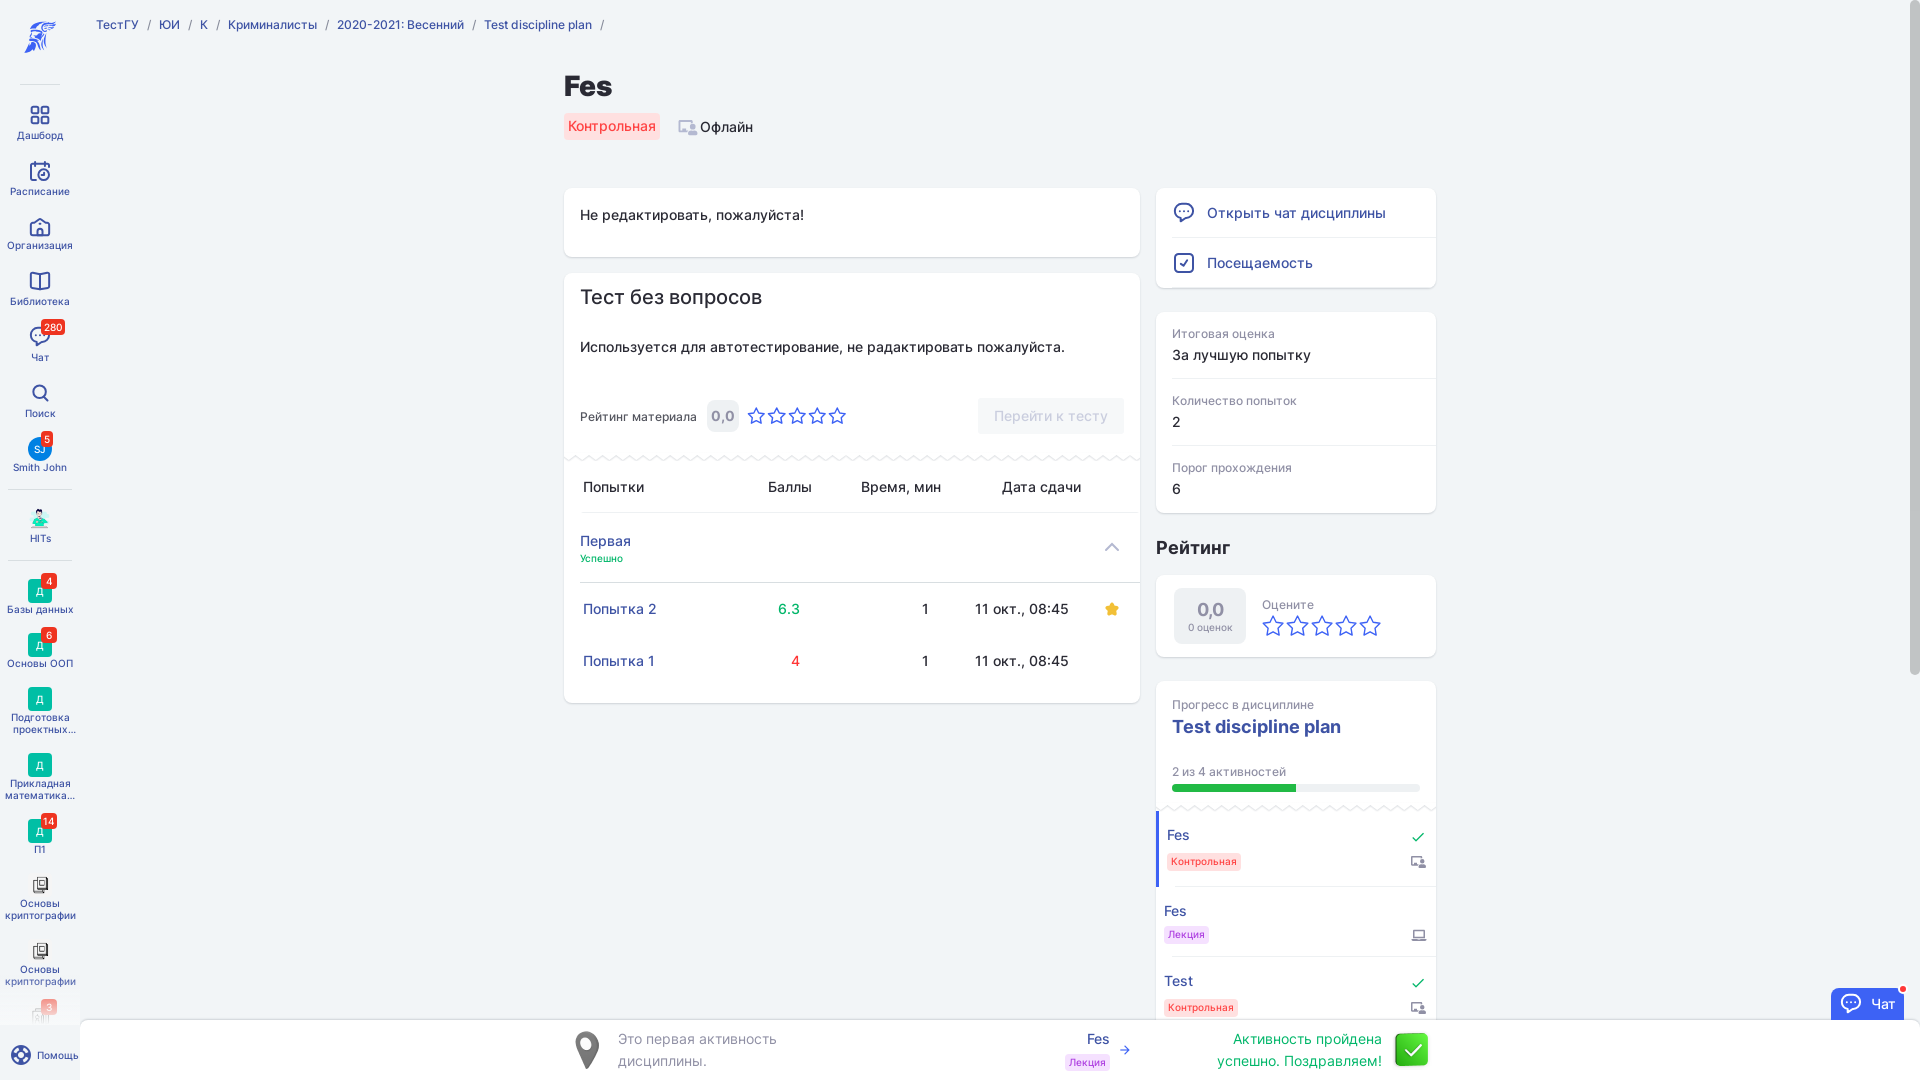 ТестГУ / ЮИ / К / Криминалисты / 2020-2021: Весенний / Test discipline plan /
Дашборд
Расписание
Организация
Библиотека
280
Чат
Поиск
SJ
5
Smith John
HITs
Д
4
Базы данных
Д
6
Основы ООП
Д
Подготовка
проектных...
Д
Прикладная
математика...
Д
14
П1
Основы
криптографии
Основы
криптографии
3
Помощь
Fes
Контрольная
Офлайн
Не редактировать, пожалуйста!
Тест без вопросов
Используется для автотестирование, не радактировать пожалуйста.
Рейтинг материала 0,0
Перейти к тесту
Попытки Баллы Время, мин Дата сдачи
Первая
Успешно
Попытка 2 6.3 1 11 окт., 08:45
Попытка 1 4 1 11 окт., 08:45
Открыть чат дисциплины
Посещаемость
Итоговая оценка
За лучшую попытку
Количество попыток
2
Порог прохождения
6
Рейтинг
0,0
0 оценок
Оцените
Прогресс в дисциплине
Test discipline plan
2 из 4 активностей
Fes
Контрольная
Fes
Лекция
Test
Контрольная
Чат
Это первая активность
дисциплины.
Fes
Лекция
Активность пройдена
успешно. Поздравляем!